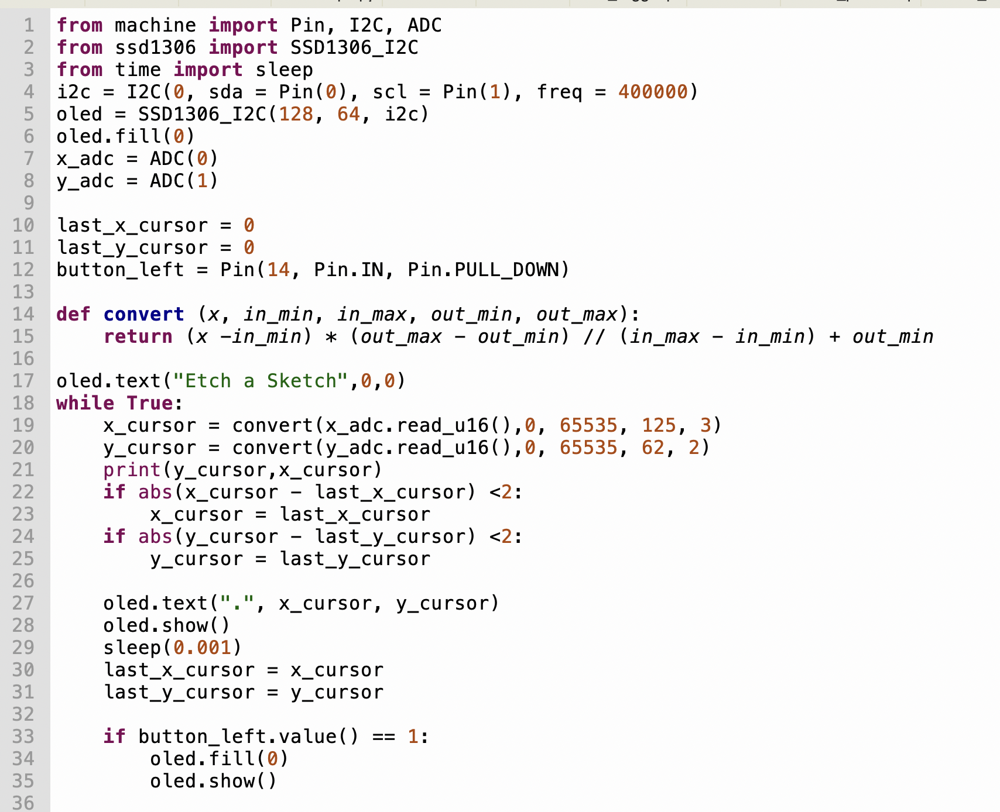 1 from machine import Pin, I2C, ADC
2 from ssd1306 import SSD1306_I2C
3 from time import sleep
4 i2c = I2C(0, sda = Pin(0), scl = Pin(1), freq = 400000)
5 oled = SSD1306_I2C(128, 64, i2c)
6 oled.fill(0)
7 x_adc = ADC(0)
8 y_adc = ADC(1)
9
10 last_x_cursor = 0
11 last_y_cursor = 0
12 button_left = Pin(14, Pin.IN, Pin.PULL_DOWN)
13
14 def convert (x, in_min, in_max, out_min, out_max):
15     return (x -in_min) * (out_max - out_min) // (in_max - in_min) + out_min
16
17 oled.text("Etch a Sketch",0,0)
18 while True:
19     x_cursor = convert(x_adc.read_u16(),0, 65535, 125, 3)
20     y_cursor = convert(y_adc.read_u16(),0, 65535, 62, 2)
21     print(y_cursor,x_cursor)
22     if abs(x_cursor - last_x_cursor) <2:
23         x_cursor = last_x_cursor
24     if abs(y_cursor - last_y_cursor) <2:
25         y_cursor = last_y_cursor
26
27     oled.text(".", x_cursor, y_cursor)
28     oled.show()
29     sleep(0.001)
30     last_x_cursor = x_cursor
31     last_y_cursor = y_cursor
32
33     if button_left.value() == 1:
34         oled.fill(0)
35         oled.show()
36